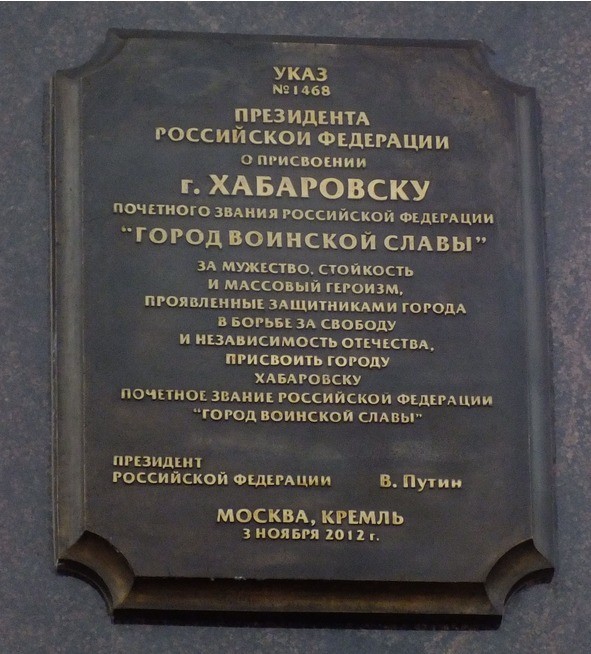 УКАЗ
№1468
ПРЕЗИДЕНТА
РОССИЙСКОЙ ФЕДЕРАЦИИ
О ПРИСВОЕНИИ
г. ХАБАРОВСКУ
ПОЧЕТНОГО ЗВАНИЯ РОССИЙСКОЙ ФЕДЕРАЦИИ
“ГОРОД ВОИНСКОЙ СЛАВЫ”
ЗА МУЖЕСТВО, СТОЙКОСТЬ
И МАССОВЫЙ ГЕРОИЗМ,
ПРОЯВЛЕННЫЕ ЗАЩИТНИКАМИ ГОРОДА
В БОРЬБЕ ЗА СВОБОДУ
И НЕЗАВИСИМОСТЬ ОТЕЧЕСТВА,
ПРИСВОИТЬ ГОРОДУ
ХАБАРОВСКУ
ПОЧЕТНОЕ ЗВАНИЕ РОССИЙСКОЙ ФЕДЕРАЦИИ
“ГОРОД ВОИНСКОЙ СЛАВЫ”
ПРЕЗИДЕНТ
РОССИЙСКОЙ ФЕДЕРАЦИИ В. Путин
МОСКВА, КРЕМЛЬ
3 НОЯБРЯ 2012 г.